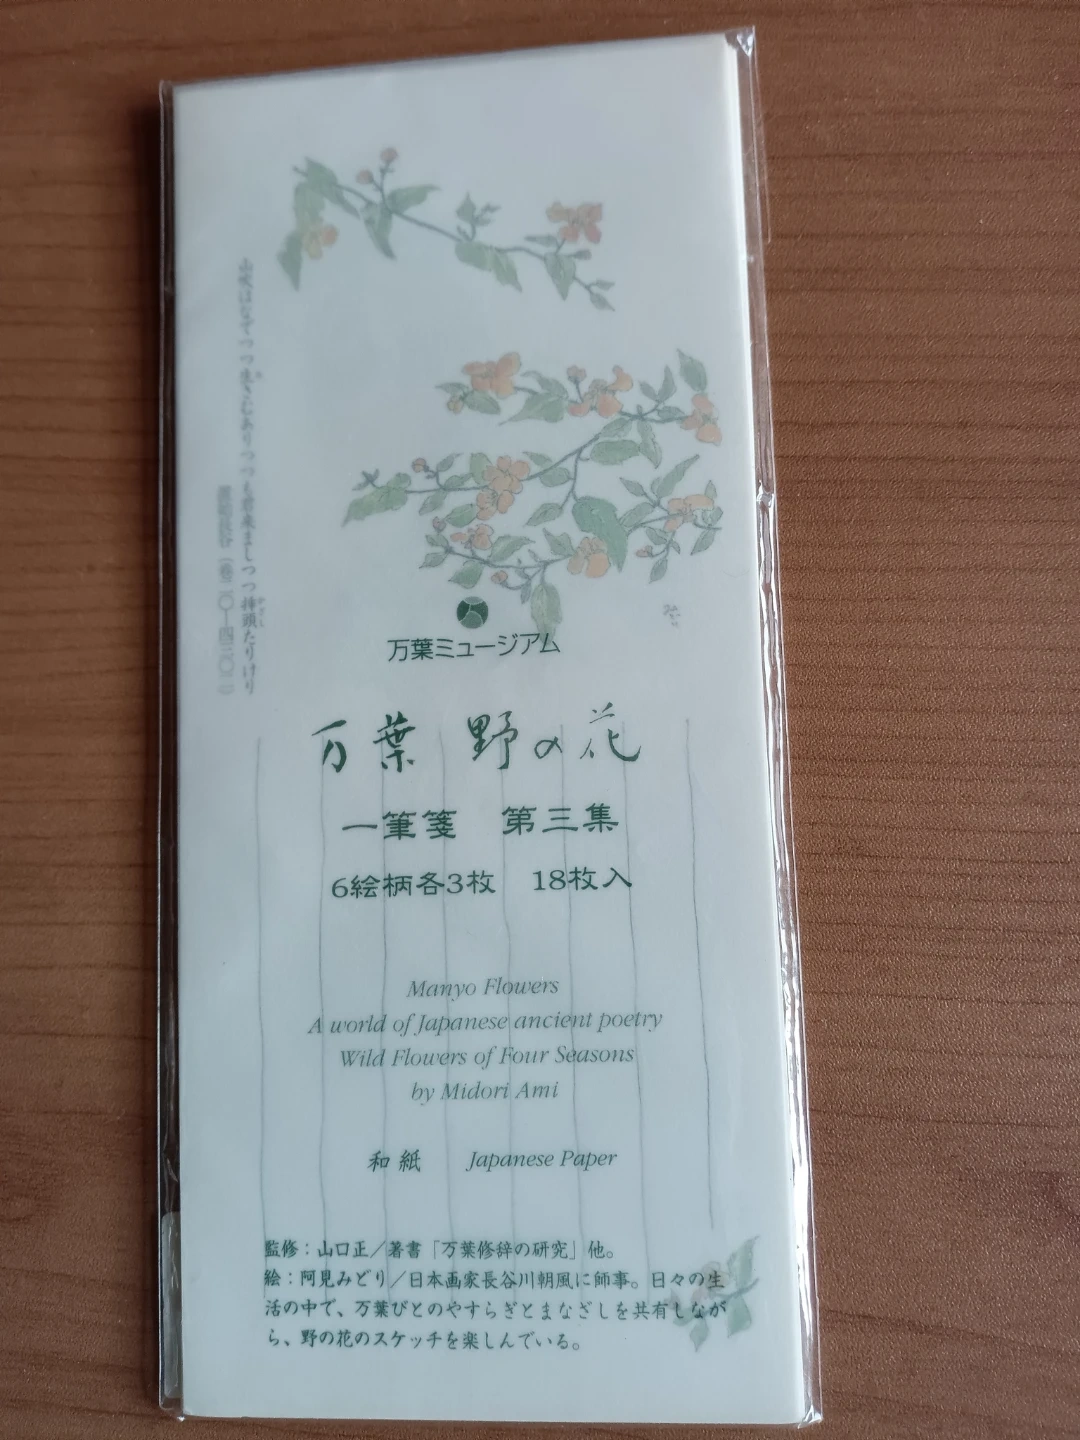 山吹はなでつつ生さむありつつも君来ましつつ挿頭たりけり
万葉ミュージアム
万葉 野の花
一筆箋 第三集
6絵柄各3枚 18枚入
Manyo Flowers
A world of Japanese ancient poetry
Wild Flowers of Four Seasons
by Midori Ami
和紙 Japanese Paper
監修：山口正／著書「万葉修辞の研究」他。
絵：阿見みどり／日本画家長谷川朝風に師事。日々の生
活の中で、万葉びとのやすらぎとまなざしを共有しなが
ら、野の花のスケッチを楽しんでいる。